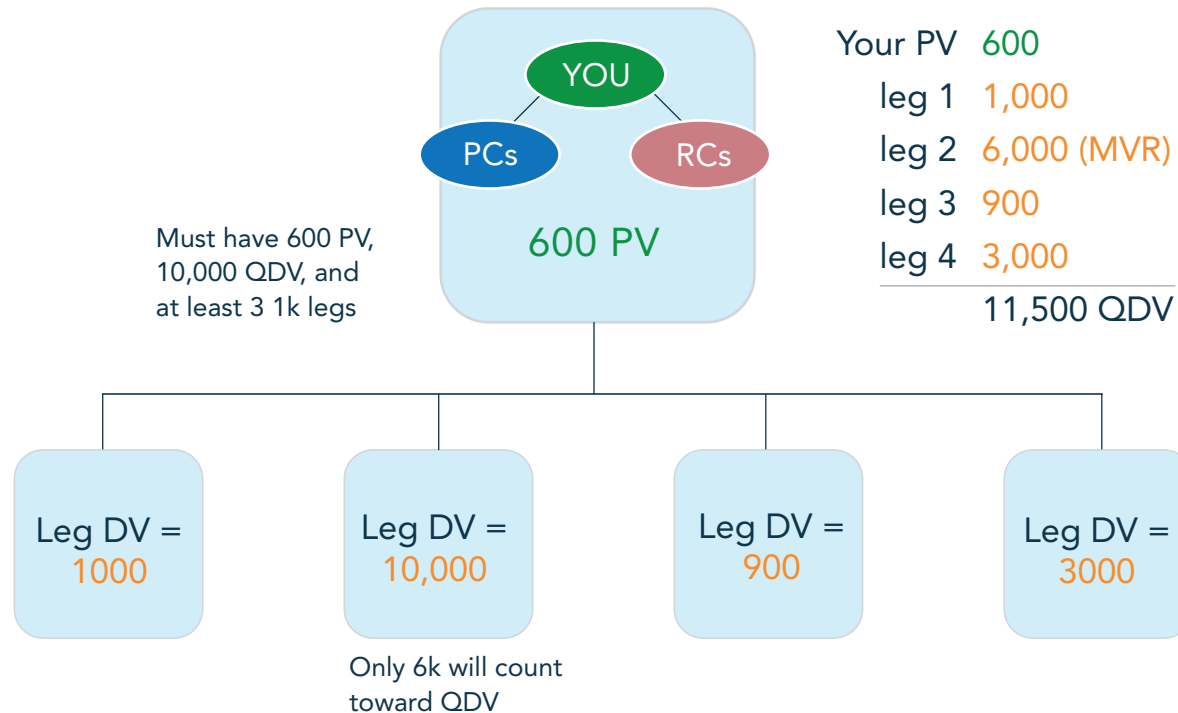 YOU
PCs
RCs
600 PV
Must have 600 PV,
10,000 QDV, and
at least 3 1k legs
Your PV 600
leg 1 1,000
leg 2 6,000 (MVR)
leg 3 900
leg 4 3,000
11,500 QDV
Leg DV =
1000
Leg DV =
10,000
Leg DV =
900
Leg DV =
3000
Only 6k will count
toward QDV